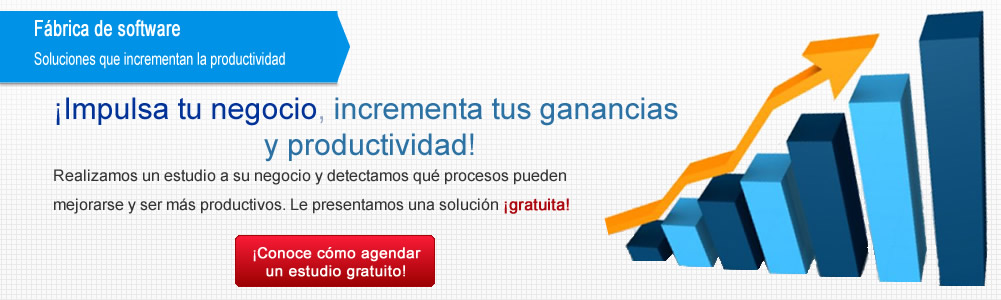 Fábrica de software
Soluciones que incrementan la productividad
¡Impulsa tu negocio, incrementa tus ganancias
y productividad!
Realizamos un estudio a su negocio y detectamos qué procesos pueden
mejorarse y ser más productivos. Le presentamos una solución ¡gratuita!
¡Conoce cómo agendar
un estudio gratuito!